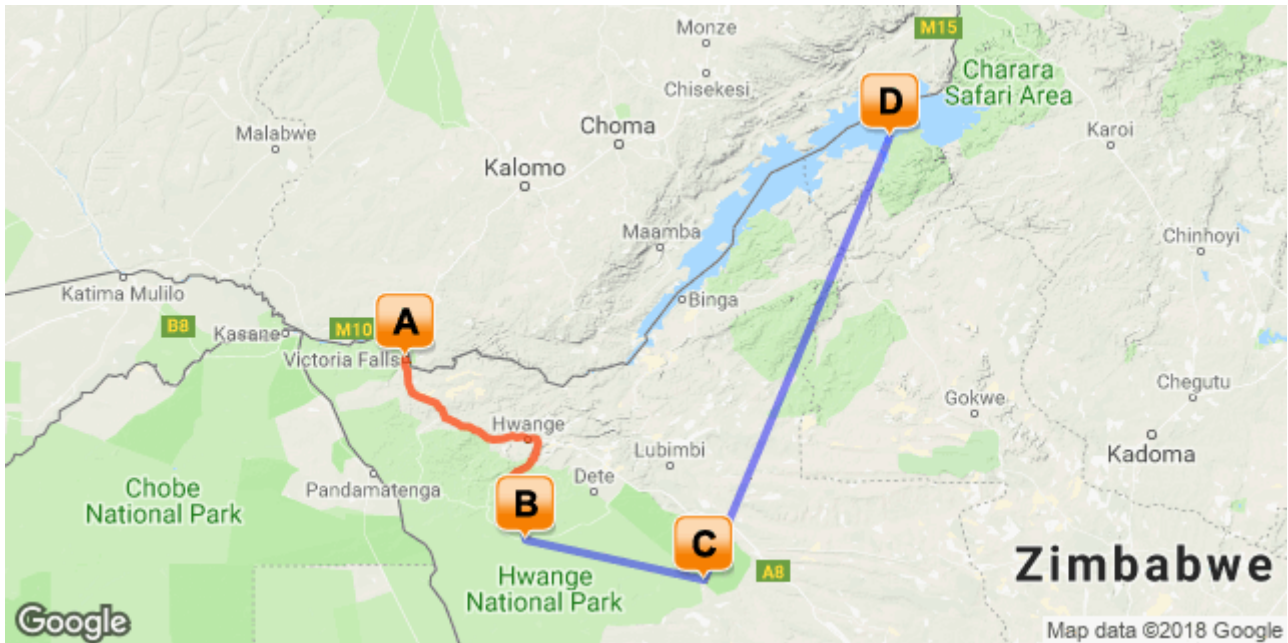 Monze
M15
Chisekesi
Charara
Safari Area
D
Malabwe
Choma
Karoi
Kalomo
Maamba
Chinhoyi
Katima Mulilo
Binga
A
B8
Kasane
M10
Victoria Falls
Chegutu
Gokwe
Hwange
Kadoma
Lubimbi
Dete
Pandamatenga
Chobe
National Park
B
C
Zimbabwe
A8
Hwange
National Park
Google
Map data ©2018 Google